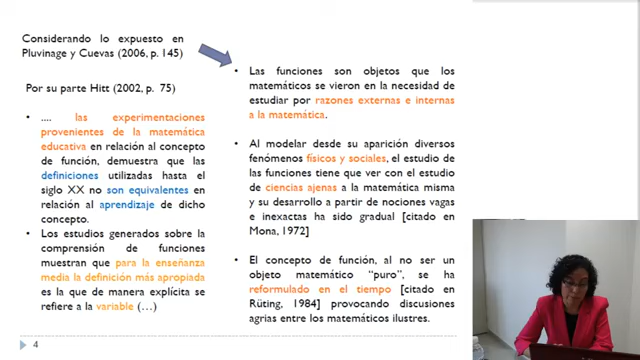 Considerando lo expuesto en
Pluvinage y Cuevas (2006, p. 145)
Por su parte Hitt (2002, p. 75)
• .... las experimentaciones
provenientes de la matemática
educativa en relación al concepto
de función, demuestra que las
definiciones utilizadas hasta el
siglo XX no son equivalentes en
relación al aprendizaje de dicho
concepto.
• Los estudios generados sobre la
comprensión de funciones
muestran que para la enseñanza
media la definición más apropiada
es la que de manera explícita se
refiere a la variable (…)
• Las funciones son objetos que los
matemáticos se vieron en la necesidad
de estudiar por razones externas e internas
a la matemática.
• Al modelar desde su aparición diversos
fenómenos físicos y sociales, el estudio de
las funciones tiene que ver con el estudio
de ciencias ajenas a la matemática misma
y su desarrollo a partir de nociones vagas
e inexactas ha sido gradual [citado en
Mona, 1972]
• El concepto de función, al no ser un
objeto matemático “puro”, se ha
reformulado en el tiempo [citado en
Rüting, 1984] provocando discusiones
agrias entre los matemáticos ilustres.
4